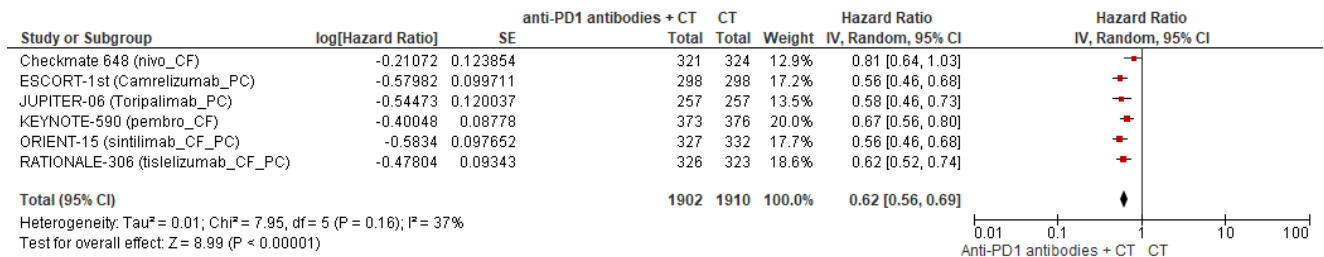 anti-PD1 antibodies + CT CT Hazard Ratio Hazard Ratio
Study or Subgroup log[Hazard Ratio] SE Total Total Weight IV, Random, 95% CI IV, Random, 95% CI
Checkmate 648 (nivo_CF) -0.21072 0.123854 321 324 12.9% 0.81 [0.64, 1.03]
ESCORT-1st (Camrelizumab_PC) -0.57982 0.099711 298 298 17.2% 0.56 [0.46, 0.68]
JUPITER-06 (Toripalimab_PC) -0.54473 0.120037 257 257 13.5% 0.58 [0.46, 0.73]
KEYNOTE-590 (pembro_CF) -0.40048 0.08778 373 376 20.0% 0.67 [0.56, 0.80]
ORIENT-15 (sintilimab_CF_PC) -0.5834 0.097652 327 332 17.7% 0.56 [0.46, 0.68]
RATIONALE-306 (tislelizumab_CF_PC) -0.47804 0.09343 326 323 18.6% 0.62 [0.52, 0.74]
Total (95% CI) 1902 1910 100.0% 0.62 [0.56, 0.69]
Heterogeneity: Tau² = 0.01; Chi² = 7.95, df = 5 (P = 0.16); I² = 37%
Test for overall effect: Z = 8.99 (P < 0.00001)
0.01 0.1 1 10 100
Anti-PD1 antibodies + CT CT